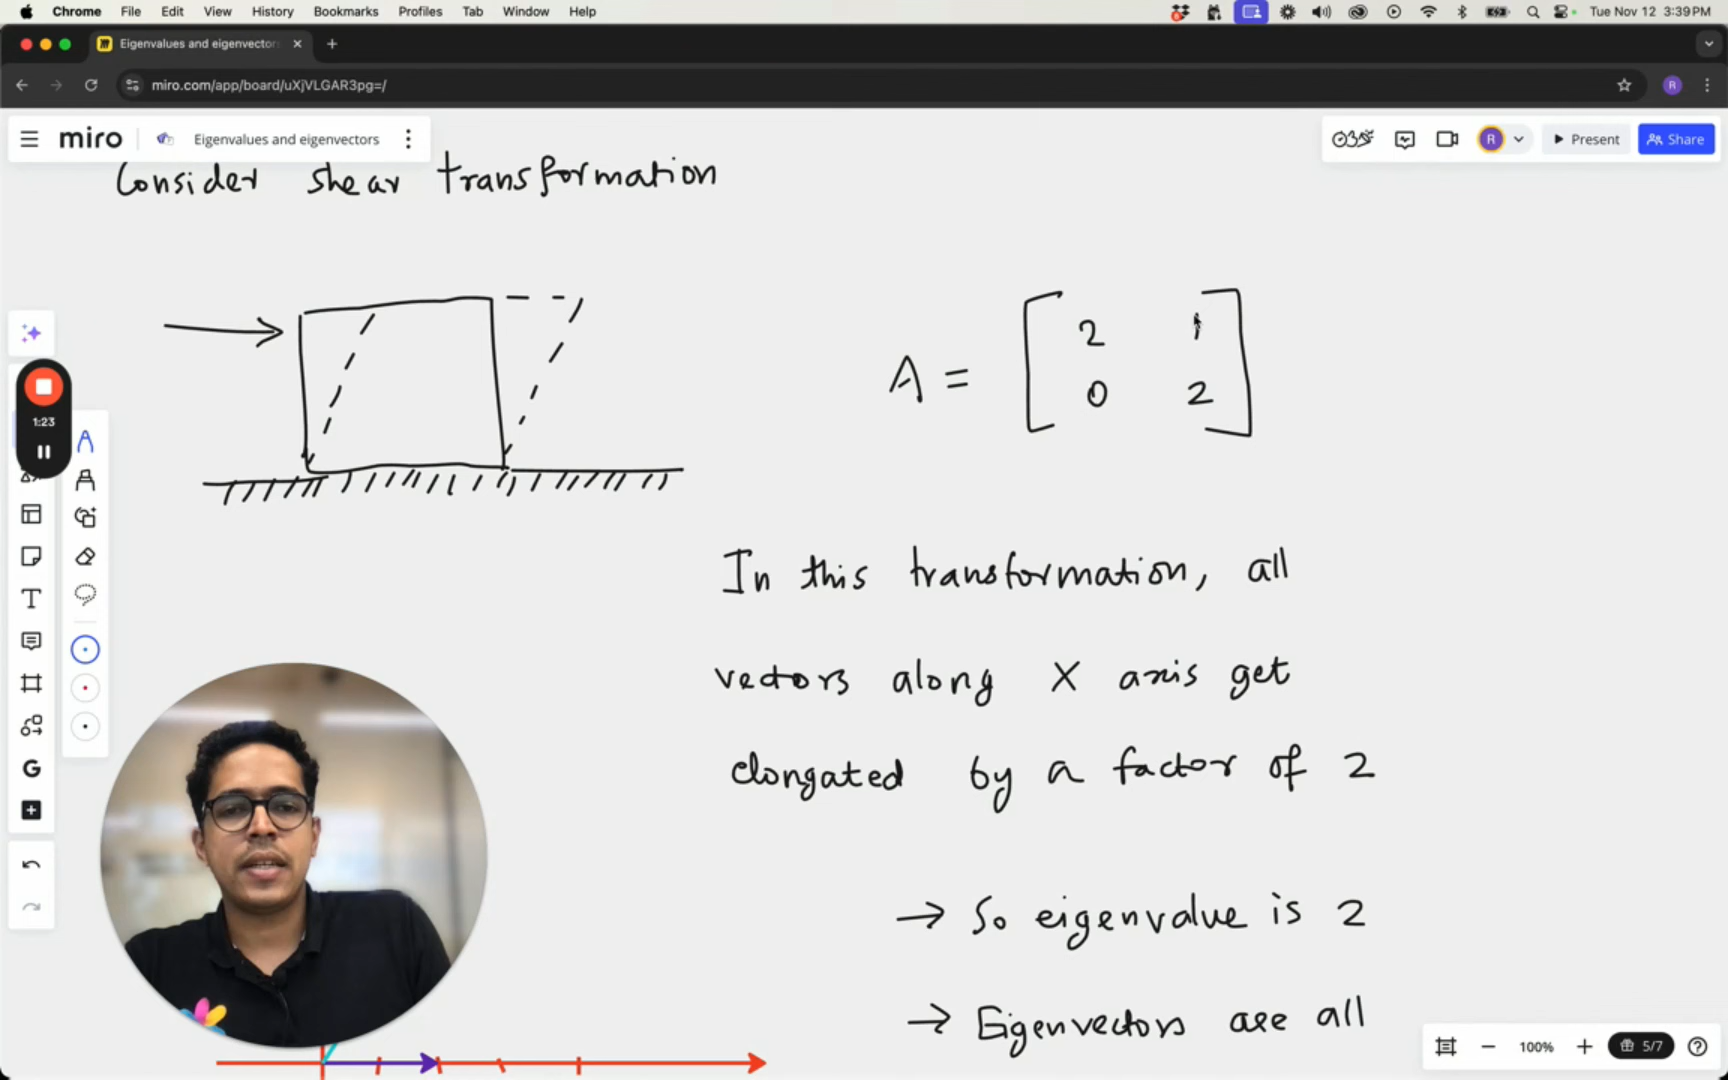 Chrome File Edit View History Bookmarks Profiles Tab Window Help
Tue Nov 12 3:39 PM
Eigenvalues and eigenvector
miro.com/app/board/uXjVLGAR3pg=/
R
miro Eigenvalues and eigenvectors
R Present Share
Consider shear transformation
A = [ 2 1
0 2 ]
1:23
In this transformation, all
vectors along X axis get
elongated by a factor of 2
→ So eigenvalue is 2
→ Eigenvectors are all
T
G
100%
5/7